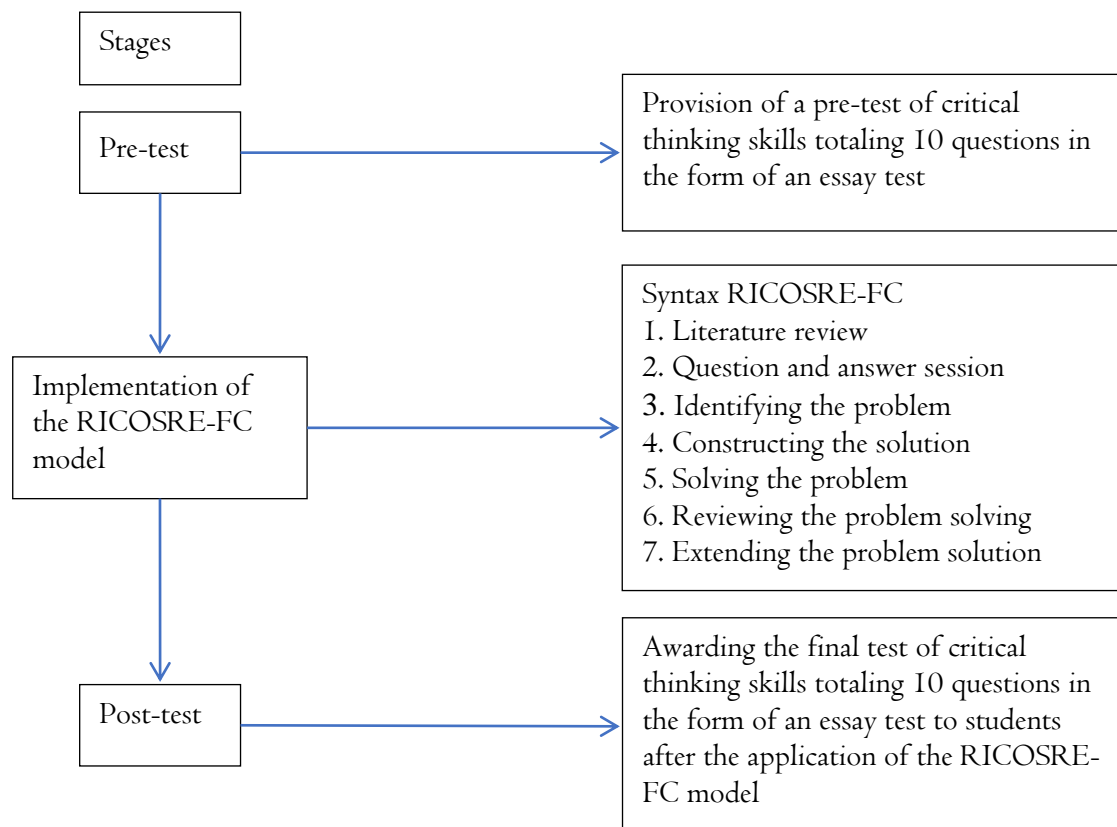 Stages
Pre-test
Provision of a pre-test of critical
thinking skills totaling 10 questions in
the form of an essay test
Implementation of
the RICOSRE-FC
model
Syntax RICOSRE-FC
1. Literature review
2. Question and answer session
3. Identifying the problem
4. Constructing the solution
5. Solving the problem
6. Reviewing the problem solving
7. Extending the problem solution
Post-test
Awarding the final test of critical
thinking skills totaling 10 questions in
the form of an essay test to students
after the application of the RICOSRE-
FC model